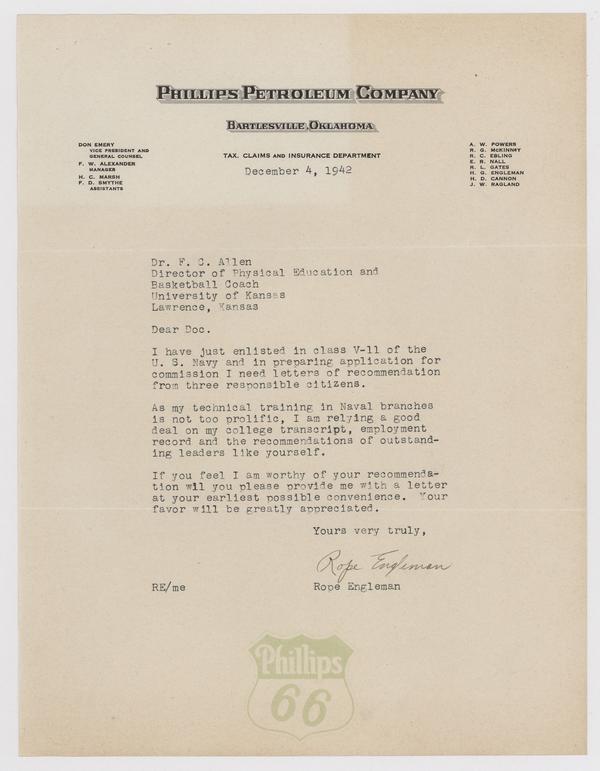 PHILLIPS PETROLEUM COMPANY
BARTLESVILLE, OKLAHOMA
DON EMERY
VICE PRESIDENT AND
GENERAL COUNSEL
F. W. ALEXANDER
MANAGER
H. C. MARSH
F. D. SMYTHE
ASSISTANTS
TAX, CLAIMS AND INSURANCE DEPARTMENT
December 4, 1942
A. W. POWERS
R. G. McKINNEY
R. C. EBLING
E. R. NALL
R. L. GATES
H. G. ENGLEMAN
H. D. CANNON
J. W. RAGLAND
Dr. F. C. Allen
Director of Physical Education and
Basketball Coach
University of Kansas
Lawrence, Kansas
Dear Doc.
I have just enlisted in class V-11 of the
U. S. Navy and in preparing application for
commission I need letters of recommendation
from three responsible citizens.
As my technical training in Naval branches
is not too prolific, I am relying a good
deal on my college transcript, employment
record and the recommendations of outstand-
ing leaders like yourself.
If you feel I am worthy of your recommenda-
tion wil you please provide me with a letter
at your earliest possible convenience. Your
favor will be greatly appreciated.
Yours very truly,
Rope Engleman
RE/me Rope Engleman
Phillips
66